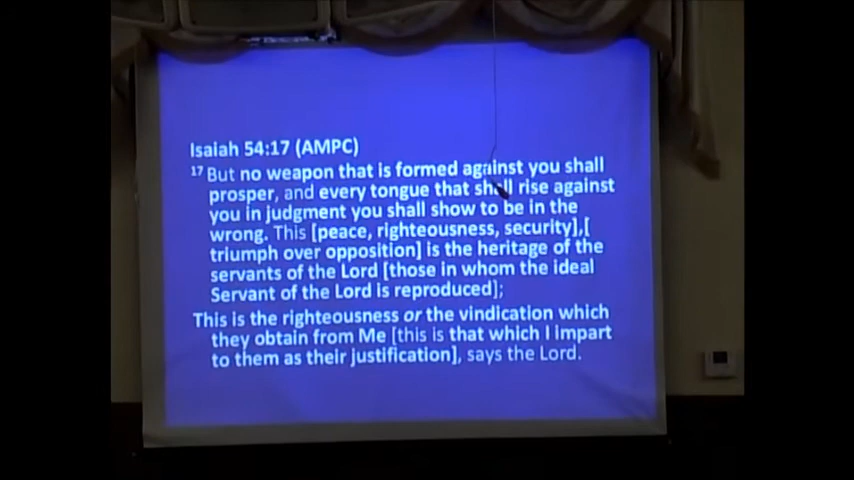 Isaiah 54:17 (AMPC)
17 But no weapon that is formed against you shall
prosper, and every tongue that shall rise against
you in judgment you shall show to be in the
wrong. This [peace, righteousness, security],[
triumph over opposition] is the heritage of the
servants of the Lord [those in whom the ideal
Servant of the Lord is reproduced];
This is the righteousness or the vindication which
they obtain from Me [this is that which I impart
to them as their justification], says the Lord.